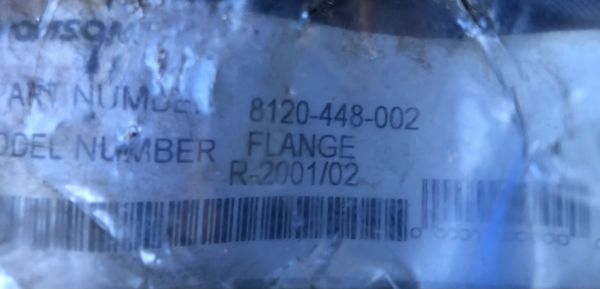 PART NUMBER 8120-448-002
MODEL NUMBER FLANGE
R-2001/02